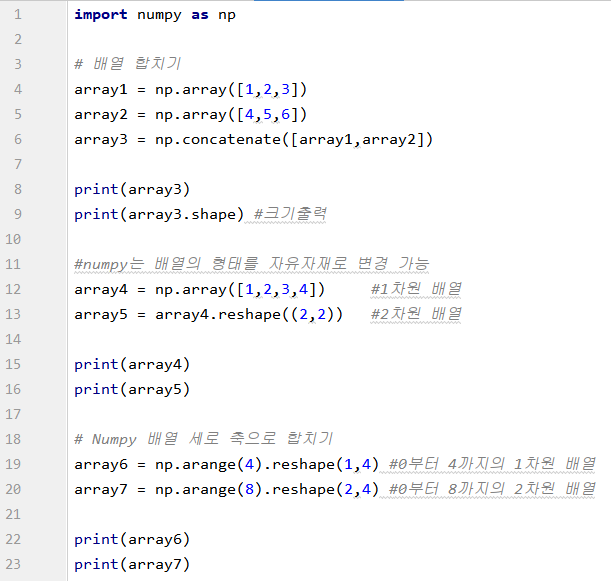 1 import numpy as np
2
3 # 배열 합치기
4 array1 = np.array([1,2,3])
5 array2 = np.array([4,5,6])
6 array3 = np.concatenate([array1,array2])
7
8 print(array3)
9 print(array3.shape) #크기출력
10
11 #numpy는 배열의 형태를 자유자재로 변경 가능
12 array4 = np.array([1,2,3,4]) #1차원 배열
13 array5 = array4.reshape((2,2)) #2차원 배열
14
15 print(array4)
16 print(array5)
17
18 # Numpy 배열 세로 축으로 합치기
19 array6 = np.arange(4).reshape(1,4) #0부터 4까지의 1차원 배열
20 array7 = np.arange(8).reshape(2,4) #0부터 8까지의 2차원 배열
21
22 print(array6)
23 print(array7)